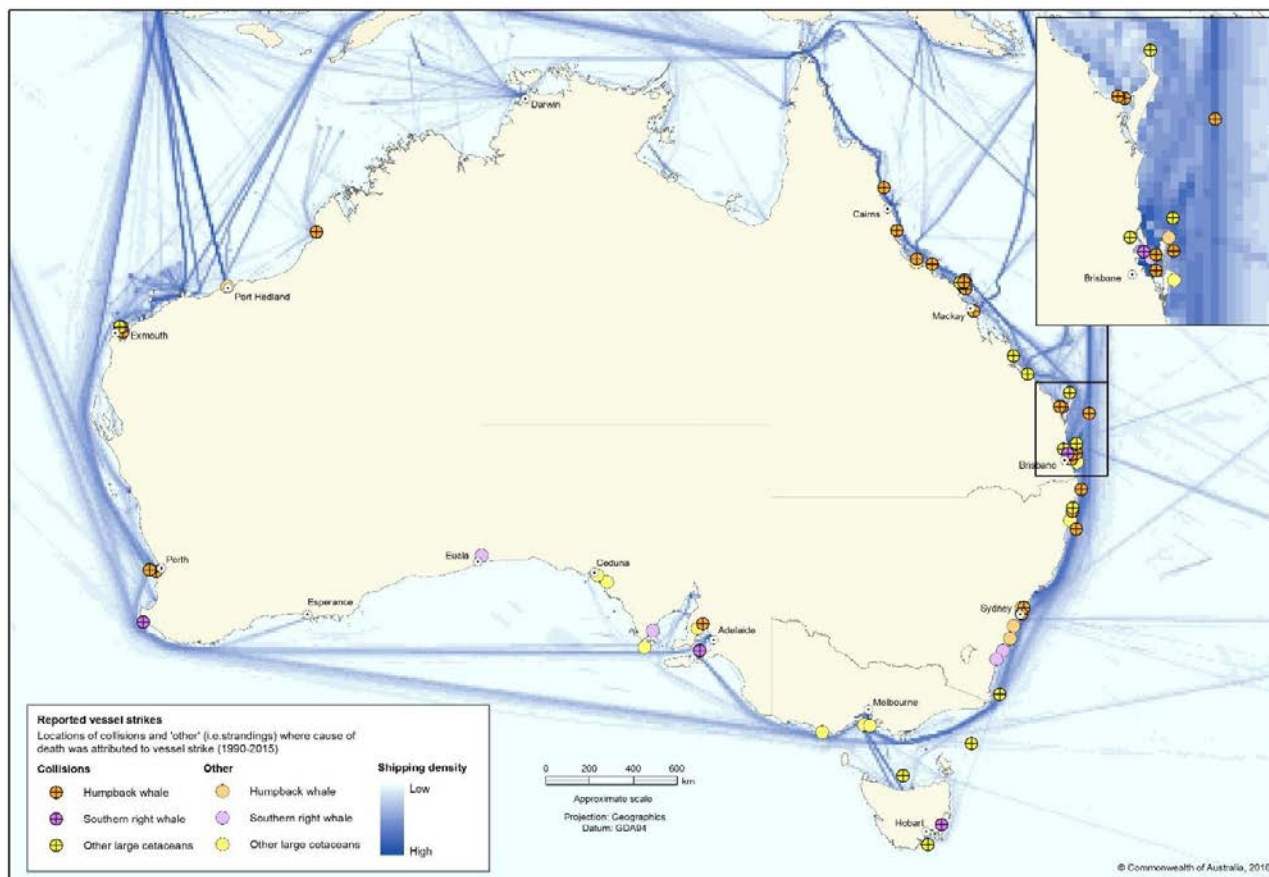 Darwin
Cairns
Port Hedland
Exmouth
Mackay
Brisbane
Brisbane
Perth
Eucla
Ceduna
Esperance
Sydney
Adelaide
Melbourne
Hobart
Reported vessel strikes
Locations of collisions and 'other' (i.e.strandings) where cause of
death was attributed to vessel strike (1990-2015)
Collisions Other Shipping density
Humpback whale Humpback whale Low
Southern right whale Southern right whale
Other large cetaceans Other large cetaceans High
0 200 400 600
km
Approximate scale
Projection: Geographics
Datum: GDA94
© Commonwealth of Australia, 2016